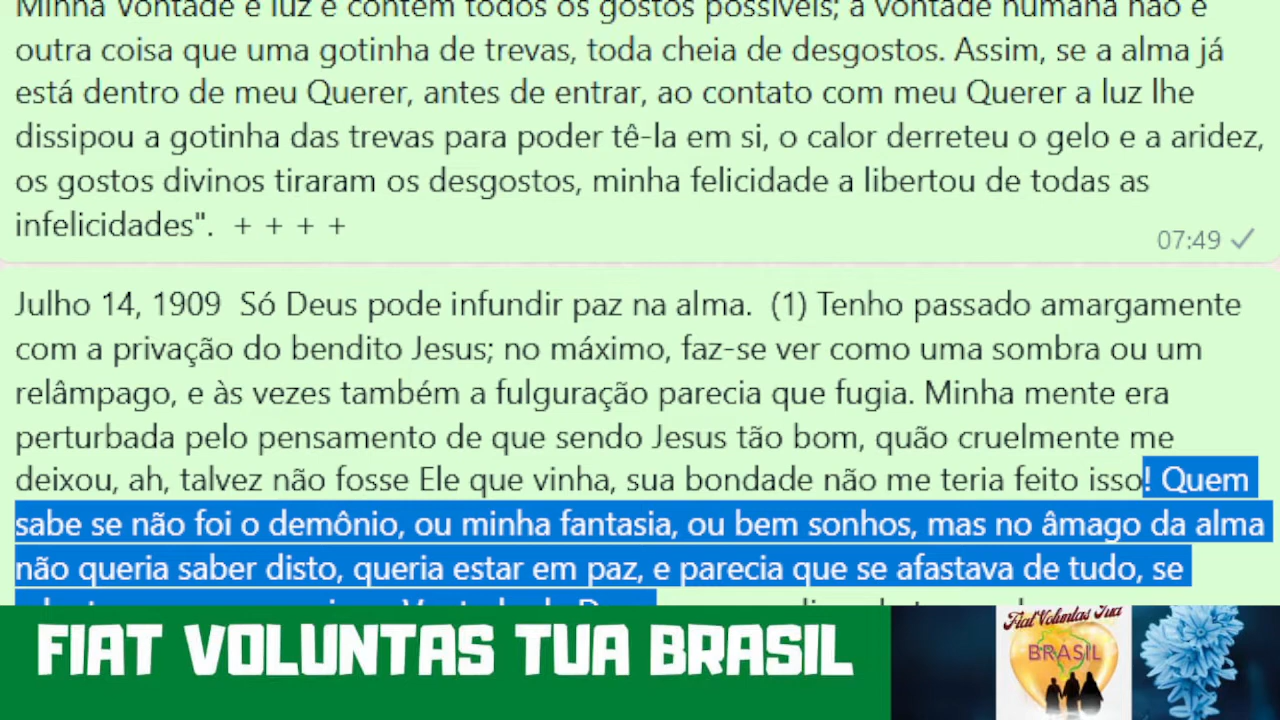 Minha Vontade é luz e contém todos os gostos possíveis; a vontade humana não é
outra coisa que uma gotinha de trevas, toda cheia de desgostos. Assim, se a alma já
está dentro de meu Querer, antes de entrar, ao contato com meu Querer a luz lhe
dissipou a gotinha das trevas para poder tê-la em si, o calor derreteu o gelo e a aridez,
os gostos divinos tiraram os desgostos, minha felicidade a libertou de todas as
infelicidades". + + + +
07:49
Julho 14, 1909 Só Deus pode infundir paz na alma. (1) Tenho passado amargamente
com a privação do bendito Jesus; no máximo, faz-se ver como uma sombra ou um
relâmpago, e às vezes também a fulguração parecia que fugia. Minha mente era
perturbada pelo pensamento de que sendo Jesus tão bom, quão cruelmente me
deixou, ah, talvez não fosse Ele que vinha, sua bondade não me teria feito isso! Quem
sabe se não foi o demônio, ou minha fantasia, ou bem sonhos, mas no âmago da alma
não queria saber disto, queria estar em paz, e parecia que se afastava de tudo, se
FIAT VOLUNTAS TUA BRASIL
Fiat Voluntas Tua
BRASIL